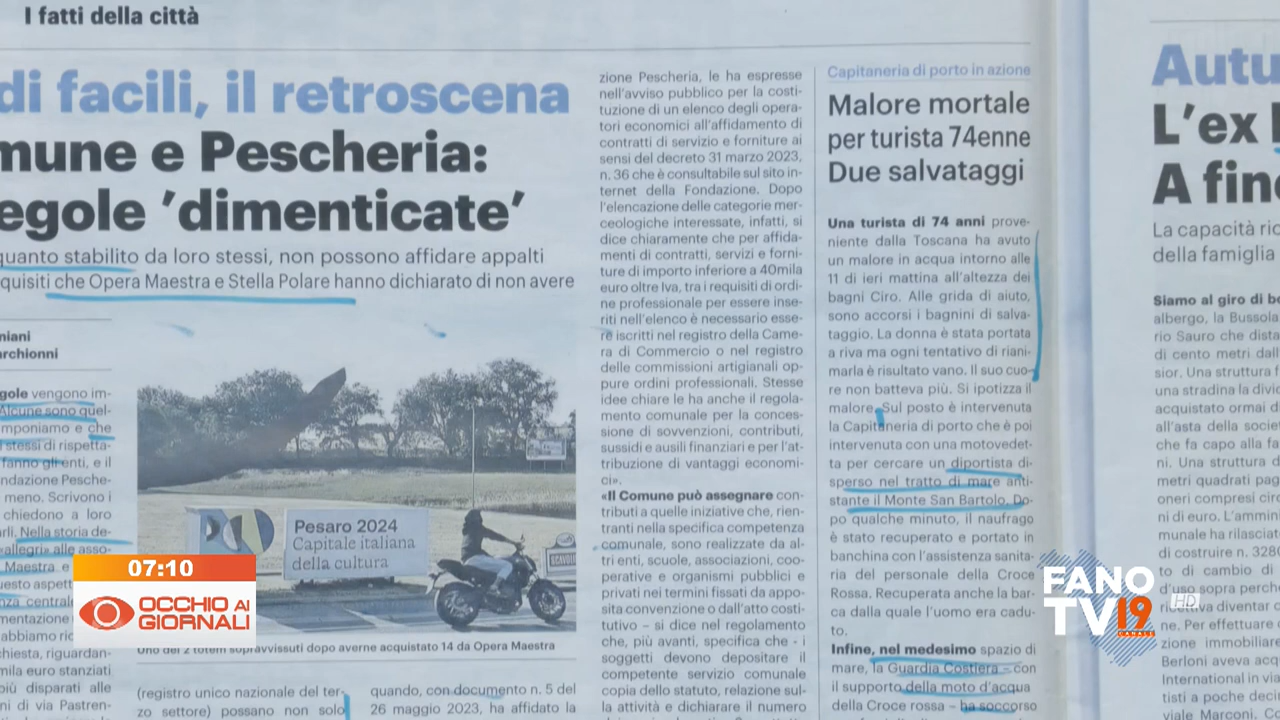 I fatti della città
di facili, il retroscena
mune e Pescheria:
egole 'dimenticate'
quanto stabilito da loro stessi, non possono affidare appalti
quisiti che Opera Maestra e Stella Polare hanno dichiarato di non avere
niani
archionni
gole vengono im-
Alcune sono quel-
mponiamo e che
stessi di rispetta-
fanno gli enti, e il
ndazione Pesche-
meno. Scrivono i
chiedono a loro
arli. Nella storia de-
«allegri» alle asso-
Maestra e
uesto aspett
nza central
mentazione
abbiamo ric
chiesta, riguardan-
mila euro stanziati
più disparati alle
ni di via Pastren-
Pesaro 2024
Capitale italiana
della cultura
Uno dei 2 totem sopravvissuti dopo averne acquistato 14 da Opera Maestra
(registro unico nazionale del ter-
zo settore) possano non solo
quando, con documento n. 5 del
26 maggio 2023, ha affidato la
zione Pescheria, le ha espresse
nell'avviso pubblico per la costi-
tuzione di un elenco degli opera-
tori economici all'affidamento di
contratti di servizio e forniture ai
sensi del decreto 31 marzo 2023,
n. 36 che è consultabile sul sito in-
ternet della Fondazione. Dopo
l'elencazione delle categorie mer-
ceologiche interessate, infatti, si
dice chiaramente che per affida-
menti di contratti, servizi e forni-
ture di importo inferiore a 40mila
euro oltre Iva, tra i requisiti di ordi-
ne professionale per essere inse-
riti nell'elenco è necessario esse-
re iscritti nel registro della Came-
ra di Commercio o nel registro
delle commissioni artigianali op-
pure ordini professionali. Stesse
idee chiare le ha anche il regola-
mento comunale per la conces-
sione di sovvenzioni, contributi,
sussidi e ausili finanziari e per l'at-
tribuzione di vantaggi economi-
ci».
«Il Comune può assegnare con-
tributi a quelle iniziative che, rien-
tranti nella specifica competenza
comunale, sono realizzate da al-
tri enti, scuole, associazioni, coo-
perative e organismi pubblici e
privati nei termini fissati da appo-
sita convenzione o dall'atto costi-
tutivo – si dice nel regolamento
che, più avanti, specifica che - i
soggetti devono depositare il
competente servizio comunale
copia dello statuto, relazione sul-
la attività e dichiarare il numero
Capitaneria di porto in azione
Malore mortale
per turista 74enne
Due salvataggi
Una turista di 74 anni prove-
niente dalla Toscana ha avuto
un malore in acqua intorno alle
11 di ieri mattina all'altezza dei
bagni Ciro. Alle grida di aiuto,
sono accorsi i bagnini di salva-
taggio. La donna è stata portata
a riva ma ogni tentativo di riani-
marla è risultato vano. Il suo cuo-
re non batteva più. Si ipotizza il
malore. Sul posto è intervenuta
la Capitaneria di porto che è poi
intervenuta con una motovedet-
ta per cercare un diportista di-
sperso nel tratto di mare anti-
stante il Monte San Bartolo. Do-
po qualche minuto, il naufrago
è stato recuperato e portato in
banchina con l'assistenza sanita-
ria del personale della Croce
Rossa. Recuperata anche la bar-
ca dalla quale l'uomo era cadu-
to.
Infine, nel medesimo spazio di
mare, la Guardia Costiera – con
il supporto della moto d'acqua
della Croce rossa – ha soccorso
Autu
L'ex
A fin
La capacità ric
della famiglia
Siamo al giro di bo
albergo, la Bussola
rio Sauro che dista
di cento metri dall
sior. Una struttura f
una stradina la divi
acquistato ormai d
all'asta della societ
che fa capo alla fa
ni. Una struttura d
metri quadrati pag
oneri compresi cir
ni di euro. L'ammin
munale ha rilasciat
di costruire n. 328
to di cambio di
uso sopra perch
tiva diventar
ne. Per effettuare
zione immobiliare
Berloni aveva acq
International in via
tisti a poche decin
viale Marconi. Co
07:10
OCCHIO AI
GIORNALI
FANO
TV 19
CANALE
HD